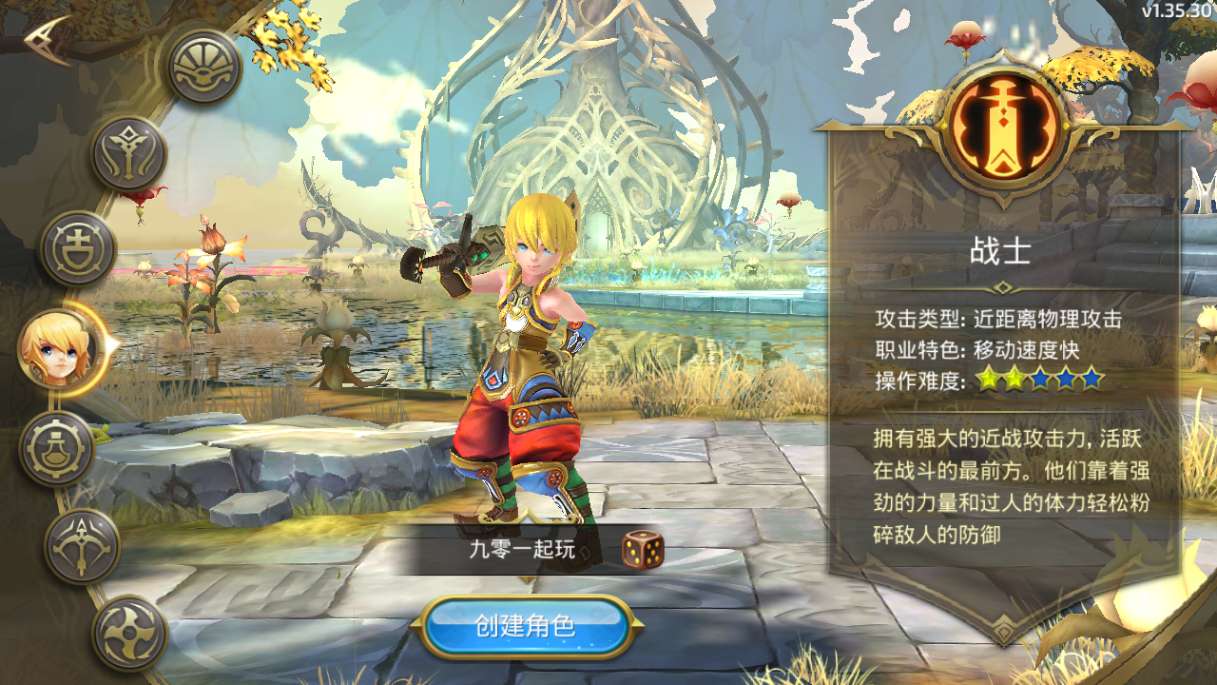 v1.35.30
战士
攻击类型: 近距离物理攻击
职业特色: 移动速度快
操作难度:
拥有强大的近战攻击力, 活跃
在战斗的最前方。他们靠着强
劲的力量和过人的体力轻松粉
碎敌人的防御
九零一起玩
创建角色